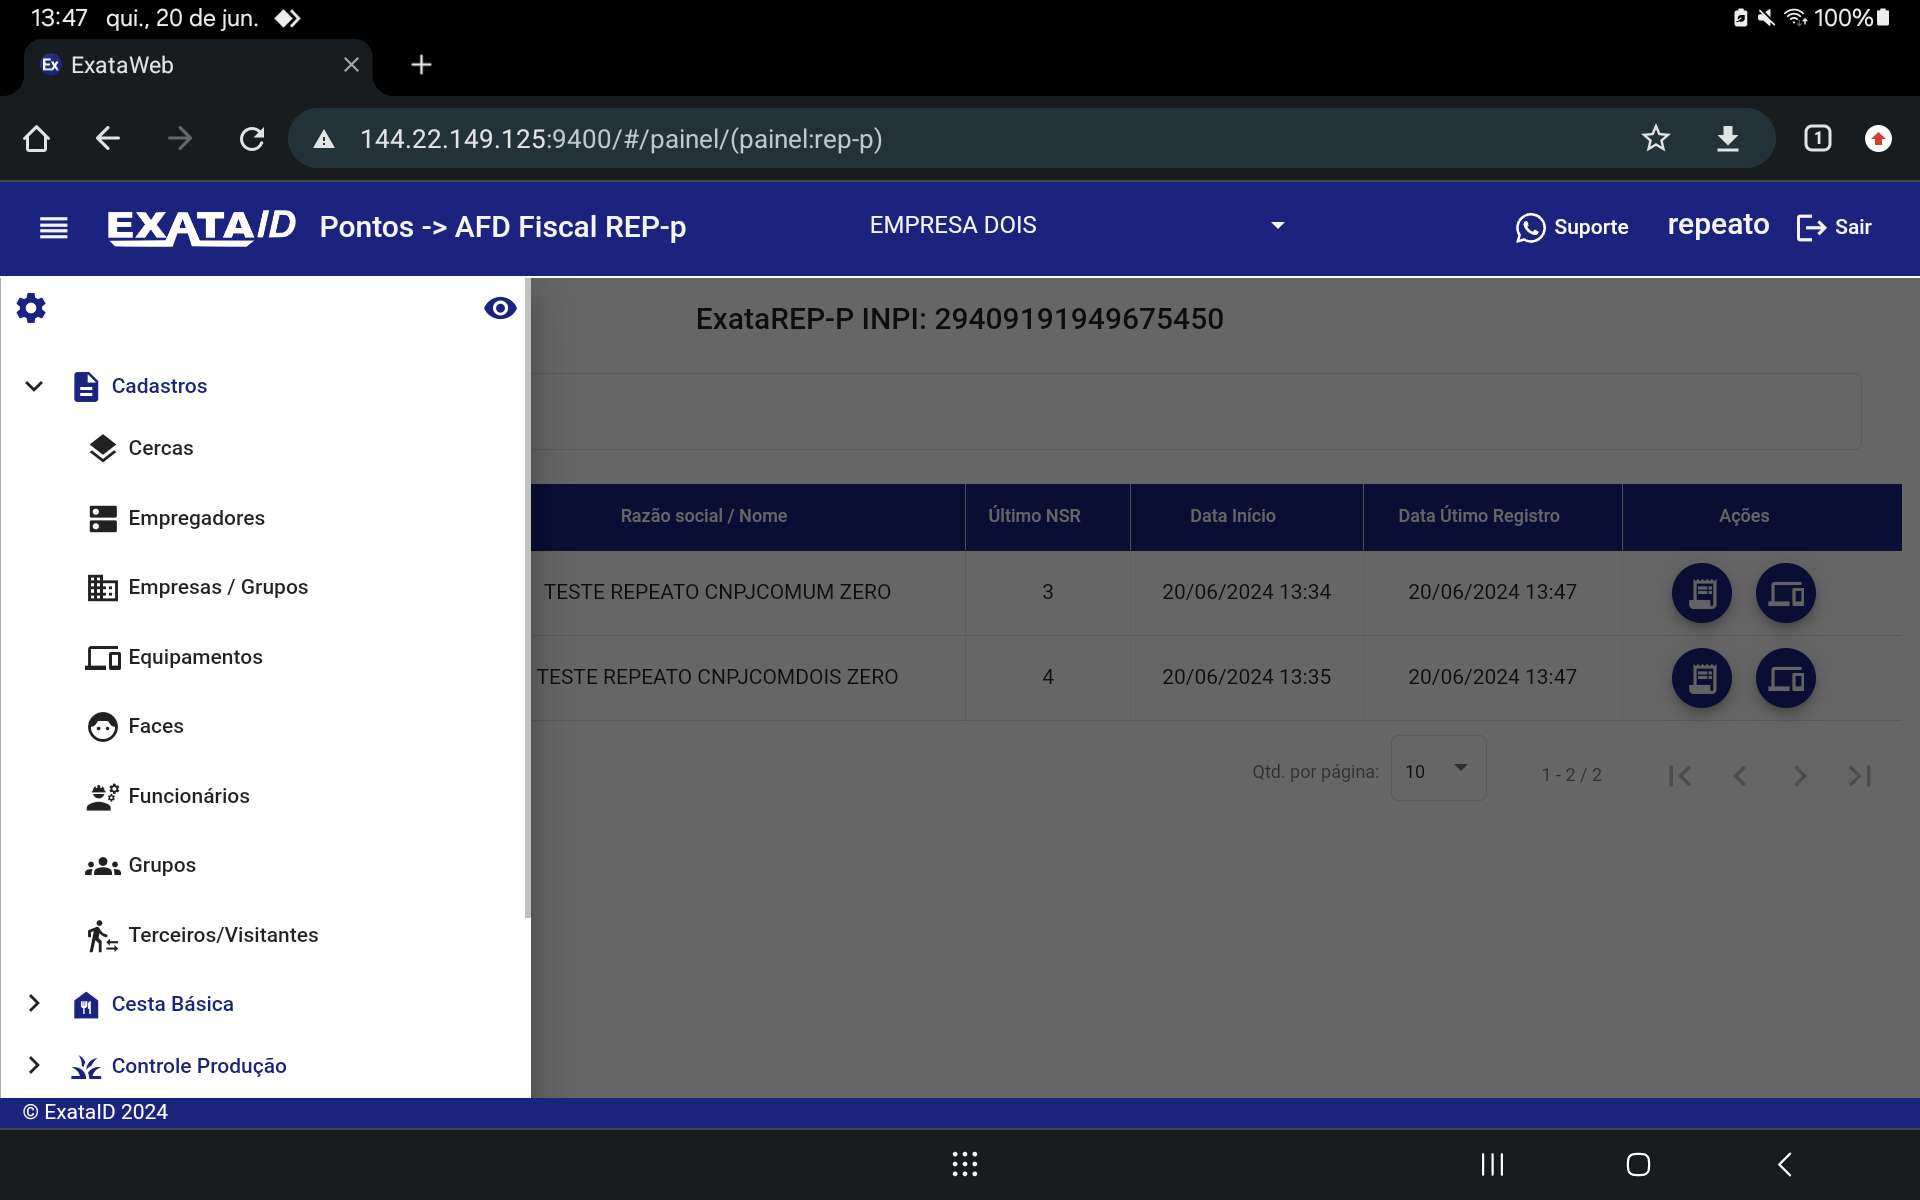 13:47 qui., 20 de jun. 100%
Ex ExataWeb
144.22.149.125:9400/#/painel/(painel:rep-p)
1
EXATAID Pontos -> AFD Fiscal REP-p EMPRESA DOIS Suporte repeato Sair
ExataREP-P INPI: 29409191949675450
Cadastros
Cercas
Empregadores
Empresas / Grupos
Equipamentos
Faces
Funcionários
Grupos
Terceiros/Visitantes
Cesta Básica
Controle Produção
Razão social / Nome Último NSR Data Início Data Útimo Registro Ações
TESTE REPEATO CNPJCOMUM ZERO 3 20/06/2024 13:34 20/06/2024 13:47
TESTE REPEATO CNPJCOMDOIS ZERO 4 20/06/2024 13:35 20/06/2024 13:47
Qtd. por página: 10 1 - 2 / 2
© ExataID 2024